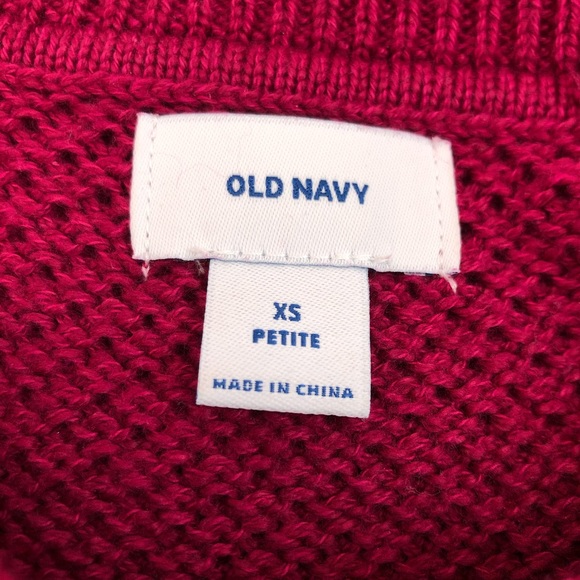 OLD NAVY
XS
PETITE
MADE IN CHINA